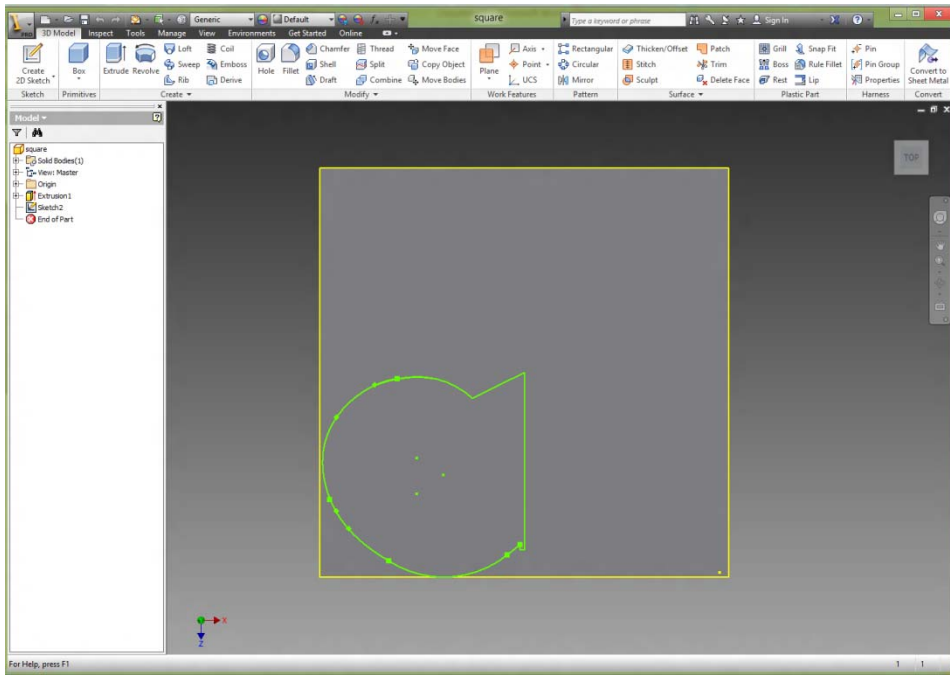 Generic Default square Type a keyword or phrase Sign In
PRO 3D Model Inspect Tools Manage View Environments Get Started Online
Loft Coil Chamfer Thread Move Face Axis Rectangular Thicken/Offset Patch Grill Snap Fit Pin
Create 2D Sketch Box Extrude Revolve Sweep Emboss Hole Fillet Shell Split Copy Object Plane Point Circular Stitch Trim Boss Rule Fillet Pin Group Convert to Sheet Metal
Rib Derive Draft Combine Move Bodies UCS Mirror Sculpt Delete Face Rest Lip Properties
Sketch Primitives Create Modify Work Features Pattern Surface Plastic Part Harness Convert
Model
square
Solid Bodies(1)
View: Master
Origin
Extrusion1
Sketch2
End of Part
TOP
X
Z
For Help, press F1 1 1